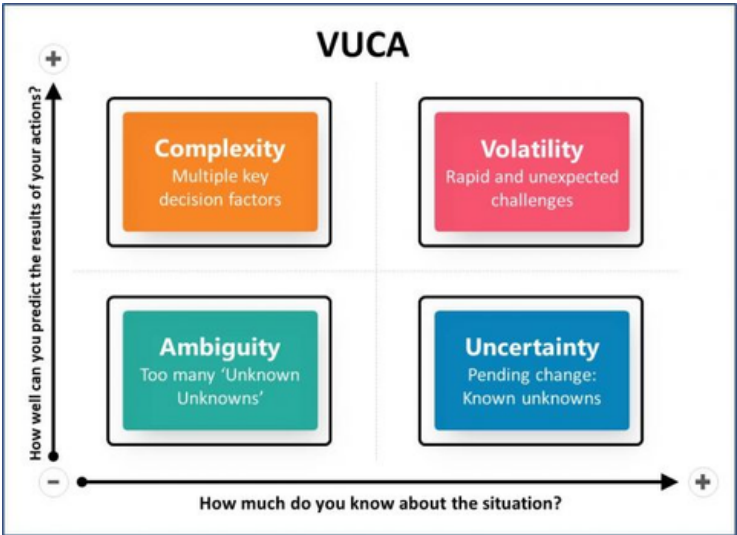 VUCA
+
How well can you predict the results of your actions?
Complexity
Multiple key
decision factors
Volatility
Rapid and unexpected
challenges
Ambiguity
Too many ‘Unknown
Unknowns’
Uncertainty
Pending change:
Known unknowns
−
+
How much do you know about the situation?